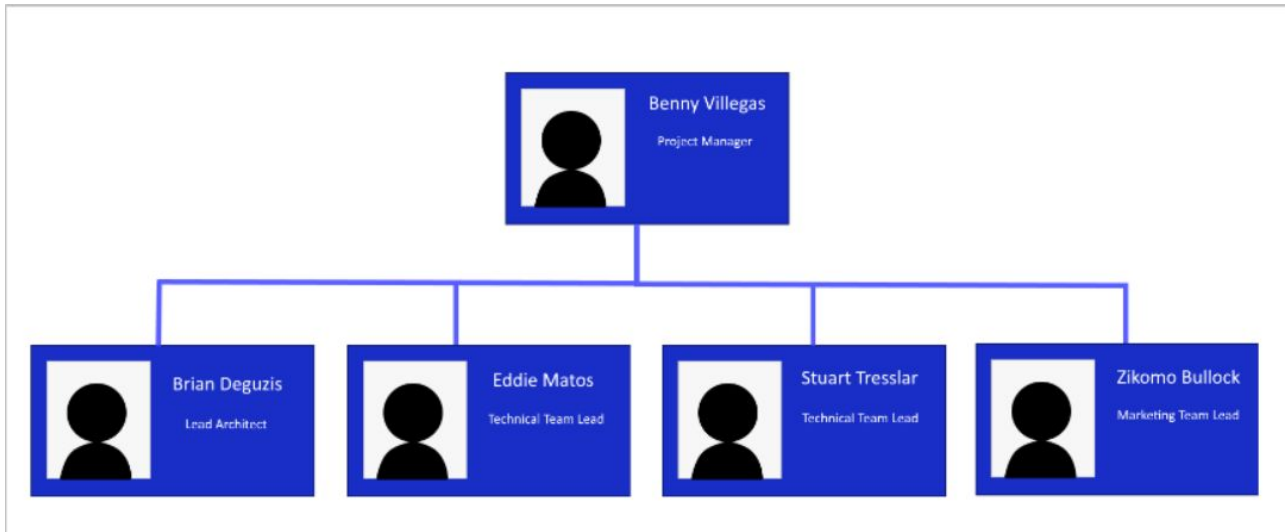 Benny Villegas
Project Manager
Brian Deguzis
Lead Architect
Eddie Matos
Technical Team Lead
Stuart Tresslar
Technical Team Lead
Zikomo Bullock
Marketing Team Lead